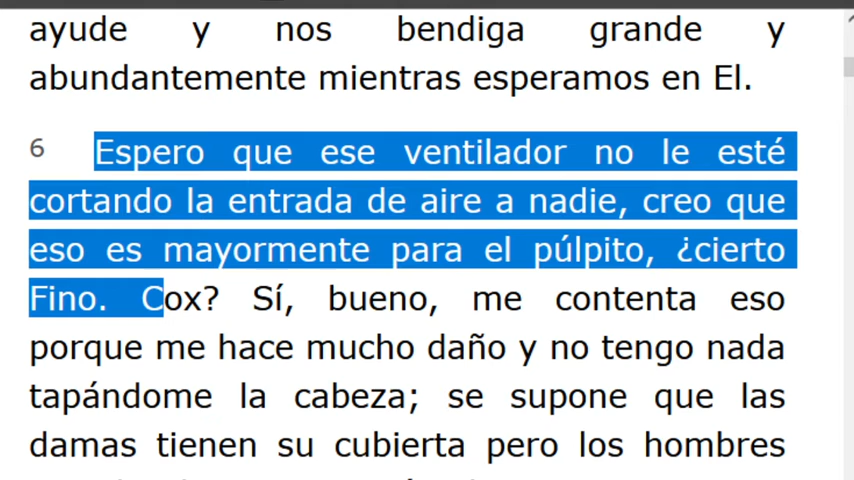 ayude y nos bendiga grande y
abundantemente mientras esperamos en El.
6 Espero que ese ventilador no le esté
cortando la entrada de aire a nadie, creo que
eso es mayormente para el púlpito, ¿cierto
Fino. Cox? Sí, bueno, me contenta eso
porque me hace mucho daño y no tengo nada
tapándome la cabeza; se supone que las
damas tienen su cubierta pero los hombres